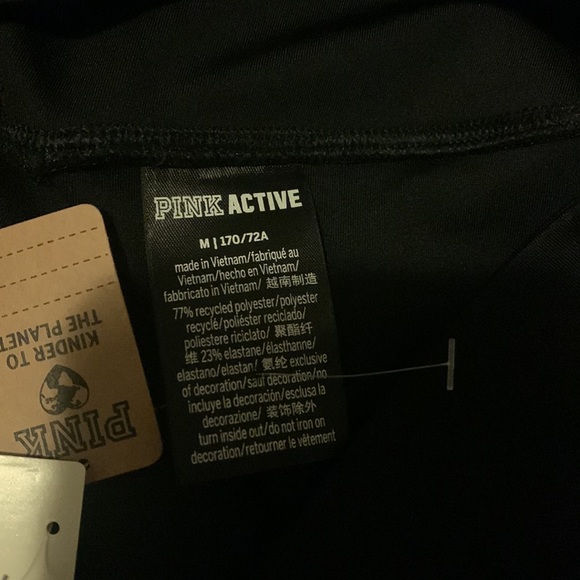 PINK ACTIVE
M | 170/72A
made in Vietnam/fabriqué au
Vietnam/hecho en Vietnam/
fabbricato in Vietnam/ 越南制造
77% recycled polyester/polyester
recyclé/poliéster reciclado/
poliestere riciclato/ 聚酯纤
维 23% elastane/élasthanne/
elastano/elastan/ 氨纶 exclusive
of decoration/sauf décoration/no
incluye la decoración/esclusa la
decorazione/ 装饰除外
turn inside out/do not iron on
decoration/retourner le vêtement
PINK
KINDER TO
THE PLANET